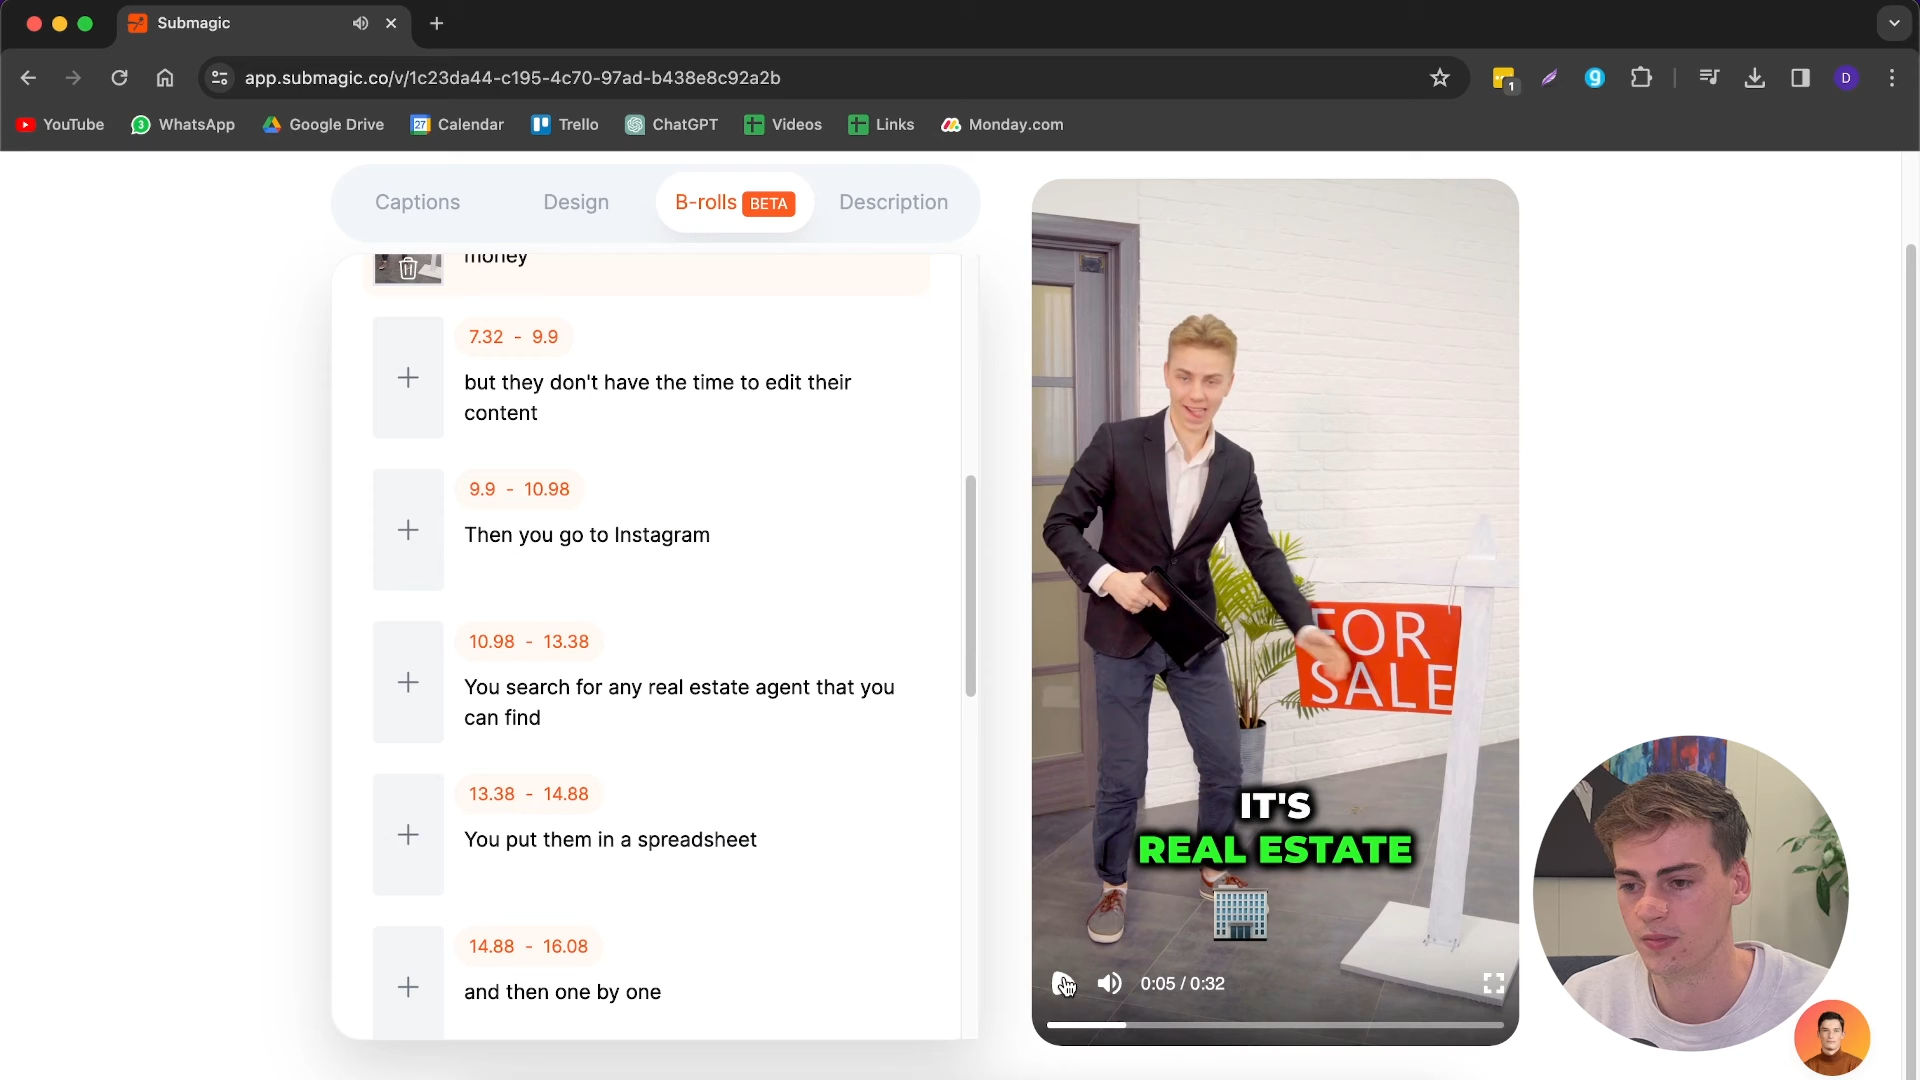 Submagic
app.submagic.co/v/1c23da44-c195-4c70-97ad-b438e8c92a2b
1
D
YouTube
3
WhatsApp
Google Drive
27
Calendar
Trello
ChatGPT
Videos
Links
Monday.com
Captions
Design
B-rolls BETA
Description
money
7.32 - 9.9
but they don't have the time to edit their
content
9.9 - 10.98
Then you go to Instagram
10.98 - 13.38
You search for any real estate agent that you
can find
13.38 - 14.88
You put them in a spreadsheet
14.88 - 16.08
and then one by one
FOR
SALE
IT'S
REAL ESTATE
0:05 / 0:32